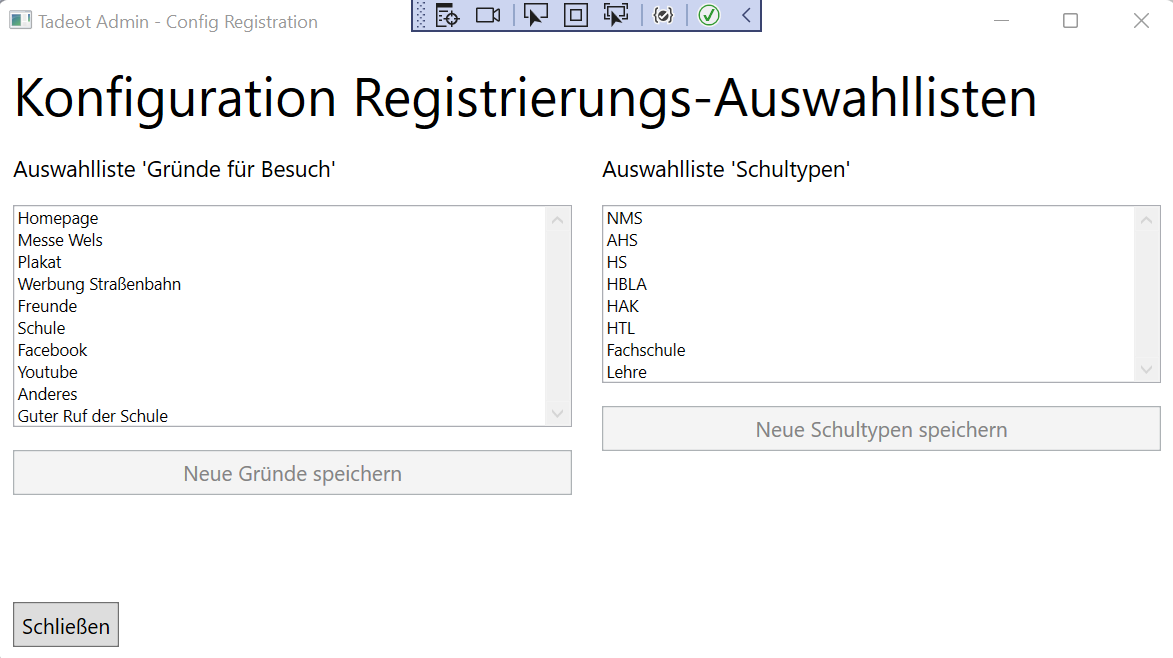 Tadeot Admin - Config Registration
Konfiguration Registrierungs-Auswahllisten
Auswahlliste 'Gründe für Besuch'
Homepage
Messe Wels
Plakat
Werbung Straßenbahn
Freunde
Schule
Facebook
Youtube
Anderes
Guter Ruf der Schule
Neue Gründe speichern
Auswahlliste 'Schultypen'
NMS
AHS
HS
HBLA
HAK
HTL
Fachschule
Lehre
Neue Schultypen speichern
Schließen